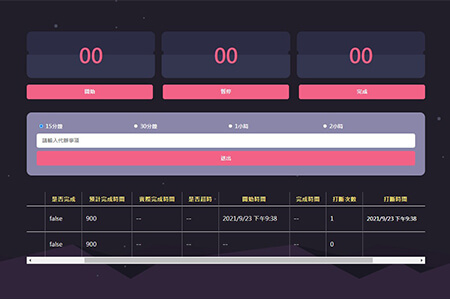 00 00 00
開始 暫停 完成
15分鐘 30分鐘 1小時 2小時
請輸入代辦事項
送出
是否完成 預計完成時間 實際完成時間 是否超時 開始時間 完成時間 打斷次數 打斷時間
false 900 -- -- 2021/9/23 下午9:38 -- 1 2021/9/23 下午9:38
false 900 -- -- -- -- 0